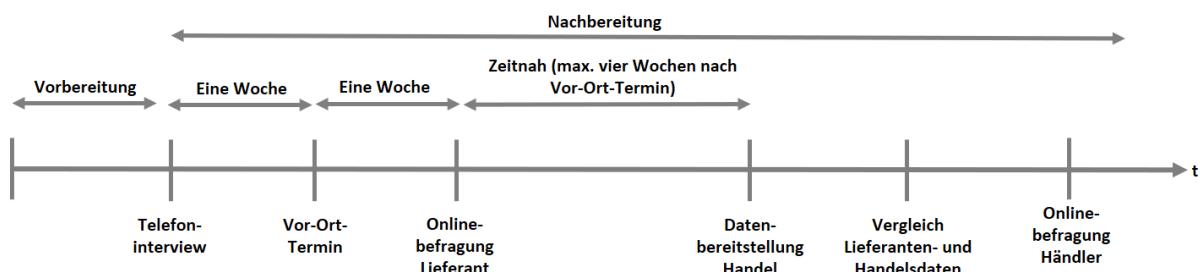 Nachbereitung
Zeitnah (max. vier Wochen nach
Vor-Ort-Termin)
Vorbereitung
Eine Woche
Eine Woche
t
Telefon-
interview
Vor-Ort-
Termin
Online-
befragung
Lieferant
Daten-
bereitstellung
Handel
Vergleich
Lieferanten- und
Handelsdaten
Online-
befragung
Händler